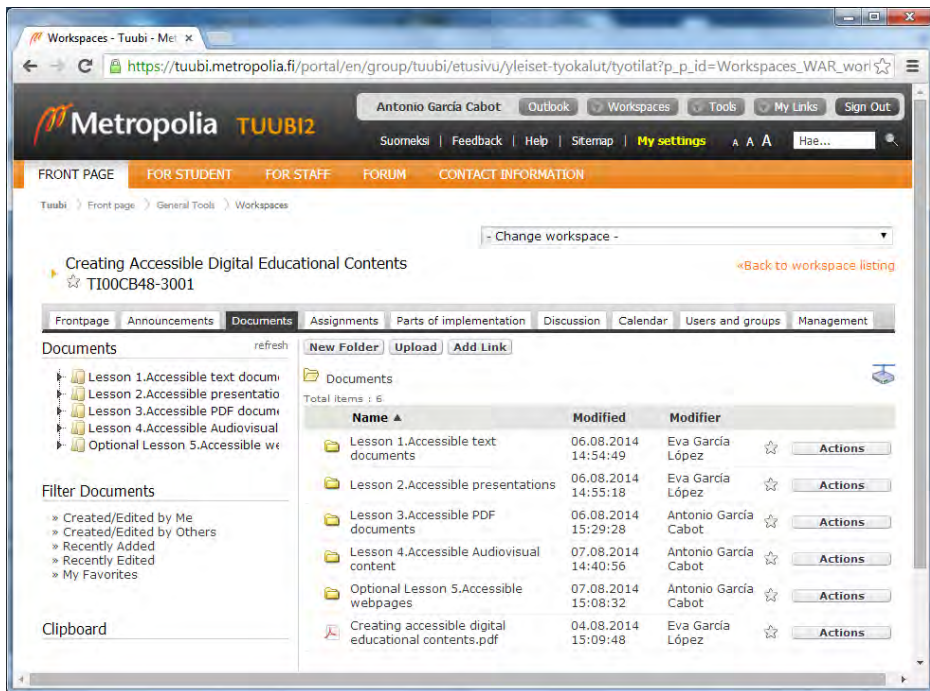 Workspaces - Tuubi - Met
https://tuubi.metropolia.fi/portal/en/group/tuubi/etusivu/yleiset-tyokalut/tyotilat?p_p_id=Workspaces_WAR_worl
Metropolia TUUBI2
Antonio García Cabot Outlook Workspaces Tools My Links Sign Out
Suomeksi | Feedback | Help | Sitemap | My settings A A A Hae...
FRONT PAGE FOR STUDENT FOR STAFF FORUM CONTACT INFORMATION
Tuubi Front page General Tools Workspaces
- Change workspace -
Creating Accessible Digital Educational Contents
TI00CB48-3001
«Back to workspace listing
Frontpage Announcements Documents Assignments Parts of implementation Discussion Calendar Users and groups Management
Documents refresh
Lesson 1.Accessible text docum
Lesson 2.Accessible presentatio
Lesson 3.Accessible PDF docume
Lesson 4.Accessible Audiovisual
Optional Lesson 5.Accessible we
Filter Documents
» Created/Edited by Me
» Created/Edited by Others
» Recently Added
» Recently Edited
» My Favorites
Clipboard
New Folder Upload Add Link
Documents
Total items : 6
Name ▲ Modified Modifier
Lesson 1.Accessible text 06.08.2014 Eva García
documents 14:54:49 López Actions
Lesson 2.Accessible presentations 06.08.2014 Eva García
14:55:18 López Actions
Lesson 3.Accessible PDF 06.08.2014 Antonio García
documents 15:29:28 Cabot Actions
Lesson 4.Accessible Audiovisual 07.08.2014 Antonio García
content 14:40:56 Cabot Actions
Optional Lesson 5.Accessible 07.08.2014 Antonio García
webpages 15:08:32 Cabot Actions
Creating accessible digital 04.08.2014 Eva García
educational contents.pdf 15:09:48 López Actions